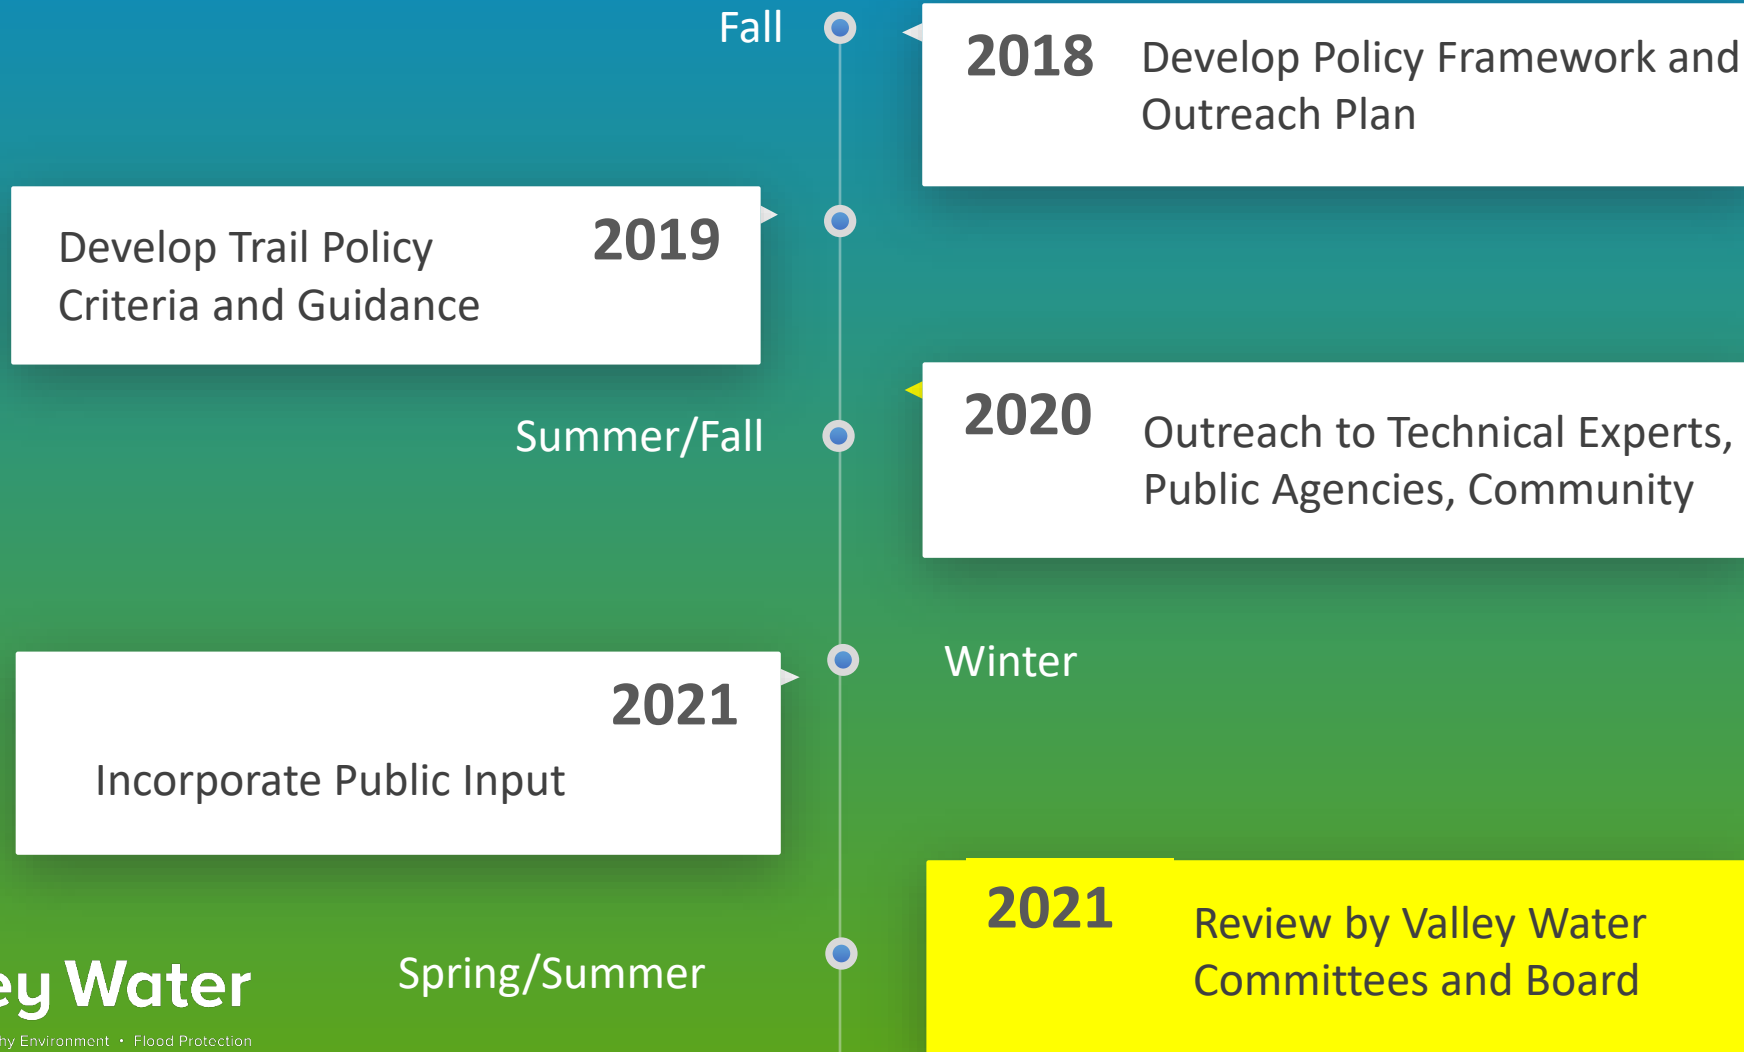 Fall
2018
Develop Policy Framework and
Outreach Plan
2019
Develop Trail Policy
Criteria and Guidance
Summer/Fall
2020
Outreach to Technical Experts,
Public Agencies, Community
Winter
2021
Incorporate Public Input
Spring/Summer
2021
Review by Valley Water
Committees and Board
ey Water
hy Environment • Flood Protection